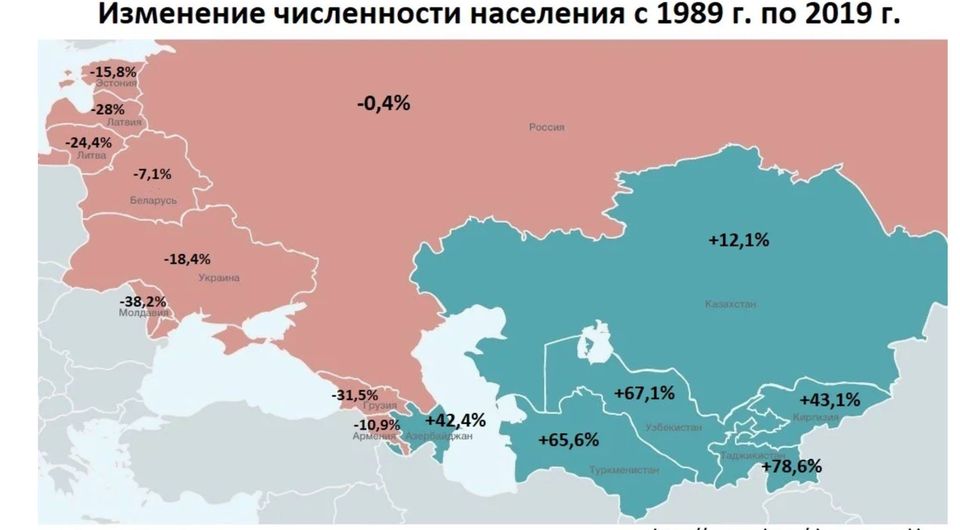 Изменение численности населения с 1989 г. по 2019 г.
-15,8%
Эстония
-28%
Латвия
-24,4%
Литва
-0,4%
Россия
-7,1%
Беларусь
-18,4%
Украина
-38,2%
Молдавия
+12,1%
Казахстан
-31,5%
Грузия
-10,9%
Армения
+42,4%
Азербайджан
+67,1%
Узбекистан
+43,1%
Киргизия
+65,6%
Туркменистан
Таджикистан
+78,6%